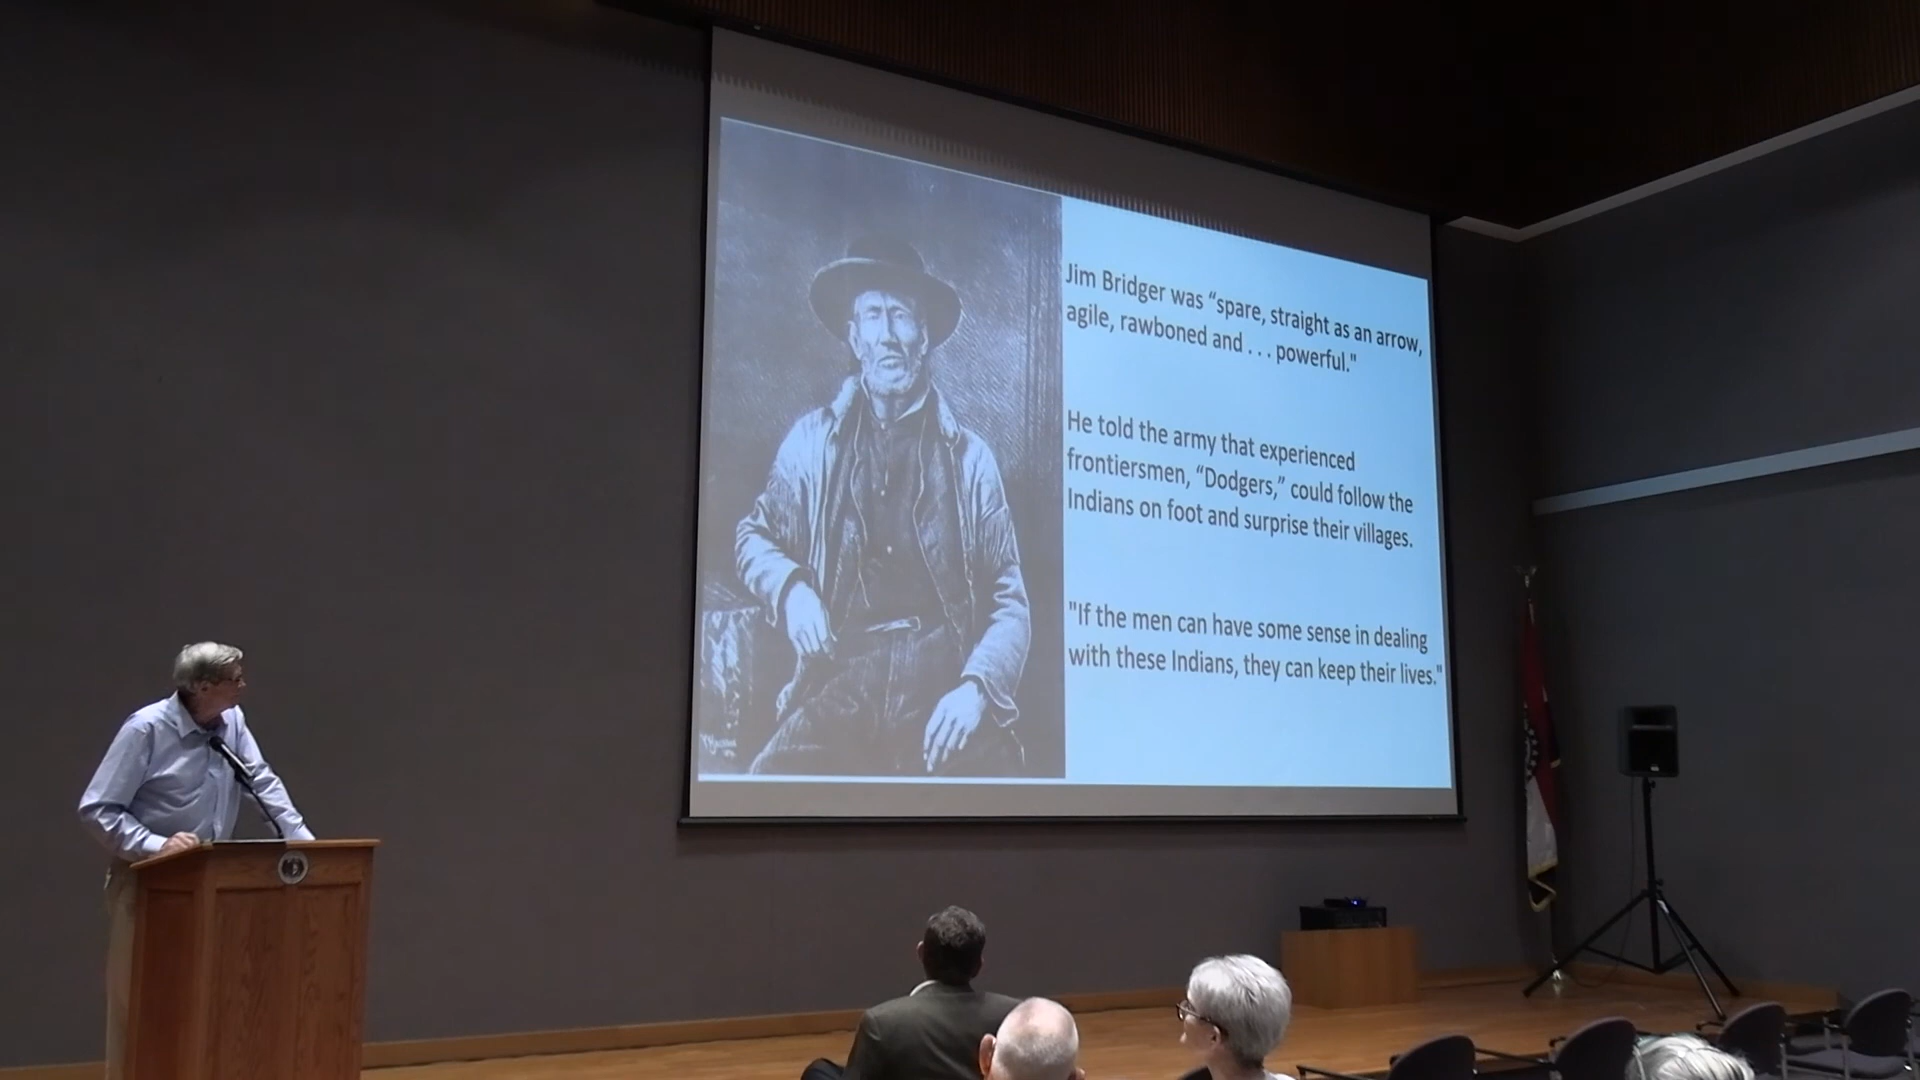 Jim Bridger was “spare, straight as an arrow,
agile, rawboned and . . . powerful."
He told the army that experienced
frontiersmen, “Dodgers,” could follow the
Indians on foot and surprise their villages.
"If the men can have some sense in dealing
with these Indians, they can keep their lives."